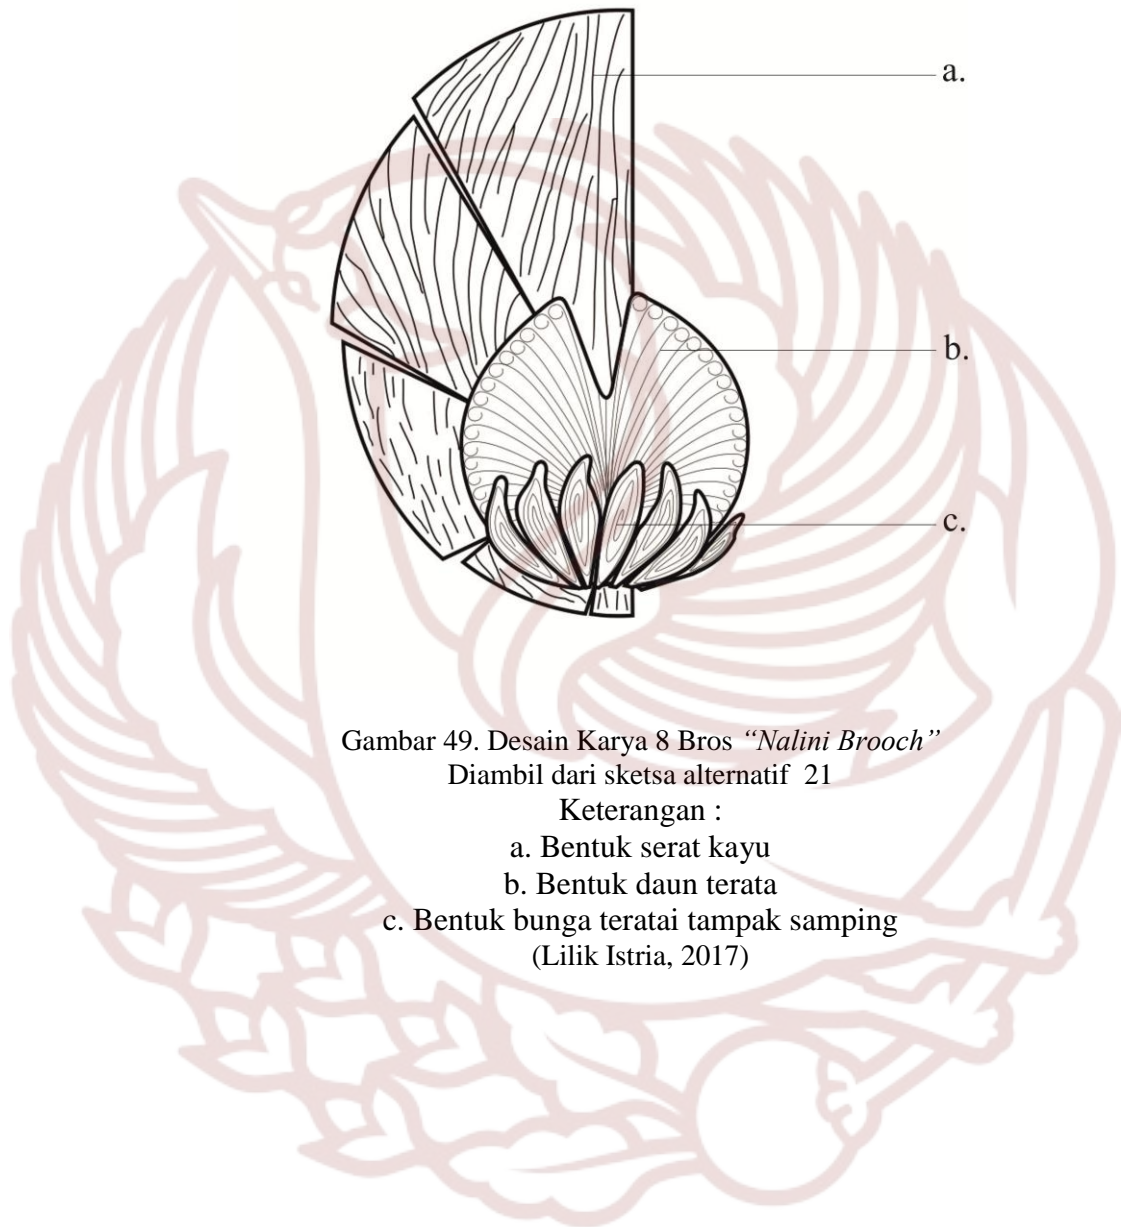 a.
b.
c.
Gambar 49. Desain Karya 8 Bros “Nalini Brooch”
Diambil dari sketsa alternatif  21
Keterangan :
a. Bentuk serat kayu
b. Bentuk daun terata
c. Bentuk bunga teratai tampak samping
(Lilik Istria, 2017)